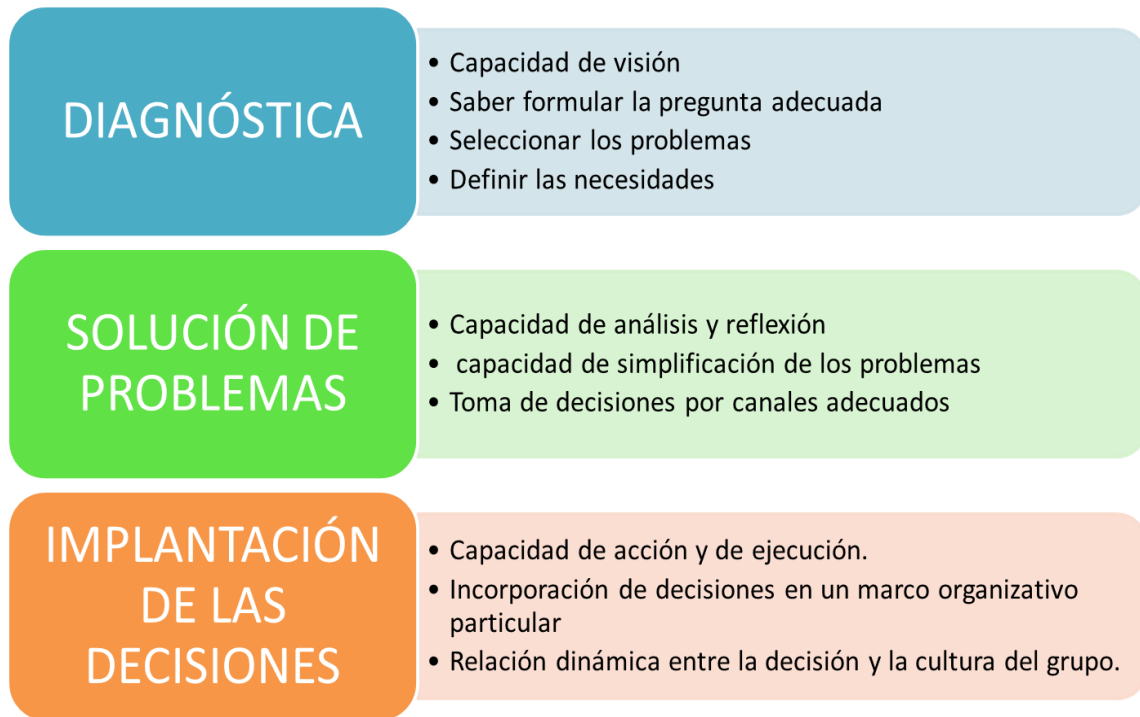 DIAGNÓSTICA
• Capacidad de visión
• Saber formular la pregunta adecuada
• Seleccionar los problemas
• Definir las necesidades
SOLUCIÓN DE
PROBLEMAS
• Capacidad de análisis y reflexión
• capacidad de simplificación de los problemas
• Toma de decisiones por canales adecuados
IMPLANTACIÓN
DE LAS
DECISIONES
• Capacidad de acción y de ejecución.
• Incorporación de decisiones en un marco organizativo
particular
• Relación dinámica entre la decisión y la cultura del grupo.